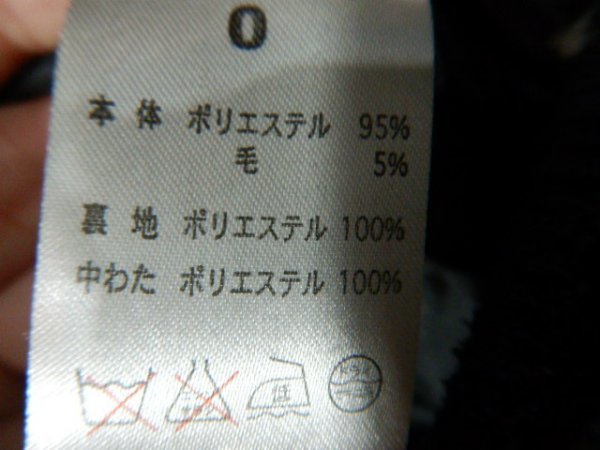 0
本体 ポリエステル 95%
毛 5%
裏地 ポリエステル 100%
中わた ポリエステル 100%
低